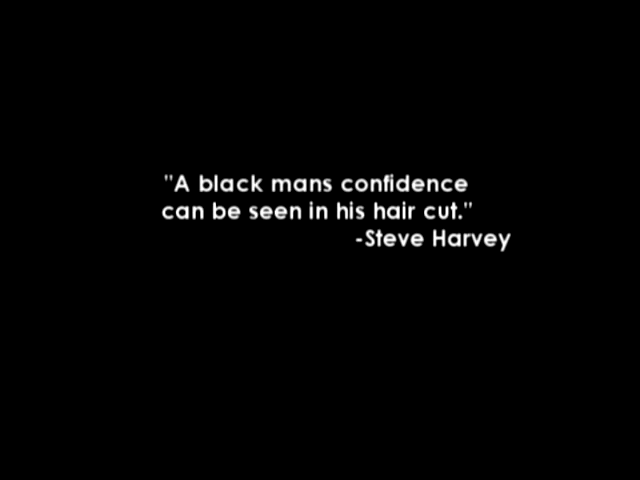 "A black mans confidence
can be seen in his hair cut."
-Steve Harvey